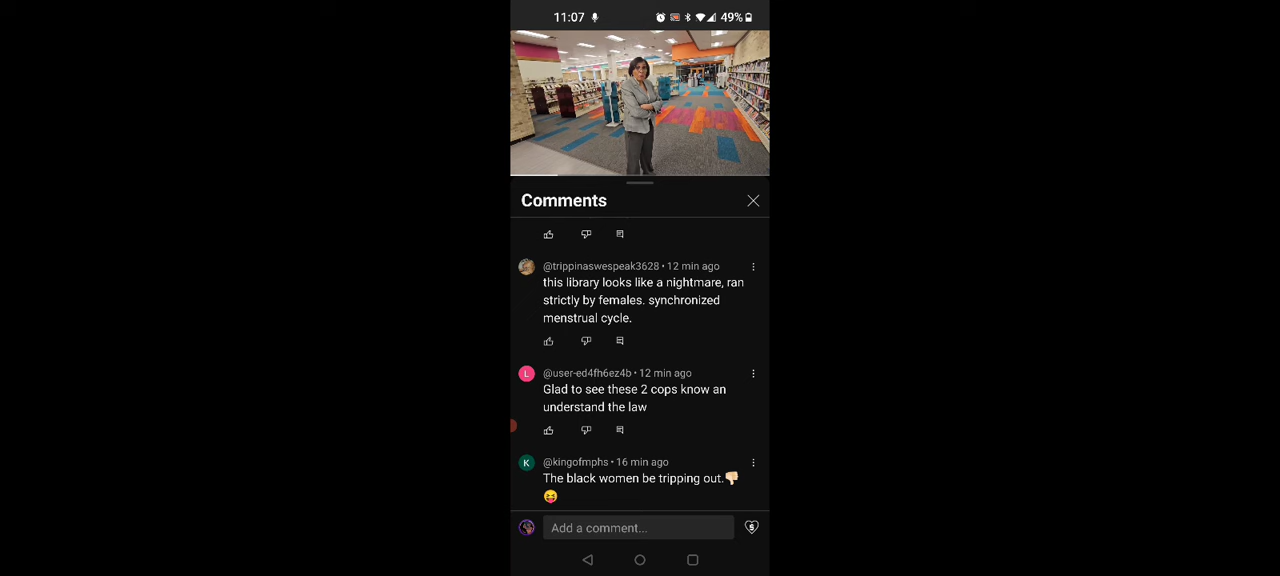 11:07 49%
Comments
@trippinaswespeak3628 • 12 min ago
this library looks like a nightmare, ran
strictly by females. synchronized
menstrual cycle.
@user-ed4fh6ez4b • 12 min ago
Glad to see these 2 cops know an
understand the law
K @kingofmphs • 16 min ago
The black women be tripping out.👎🏻
😝
Add a comment...